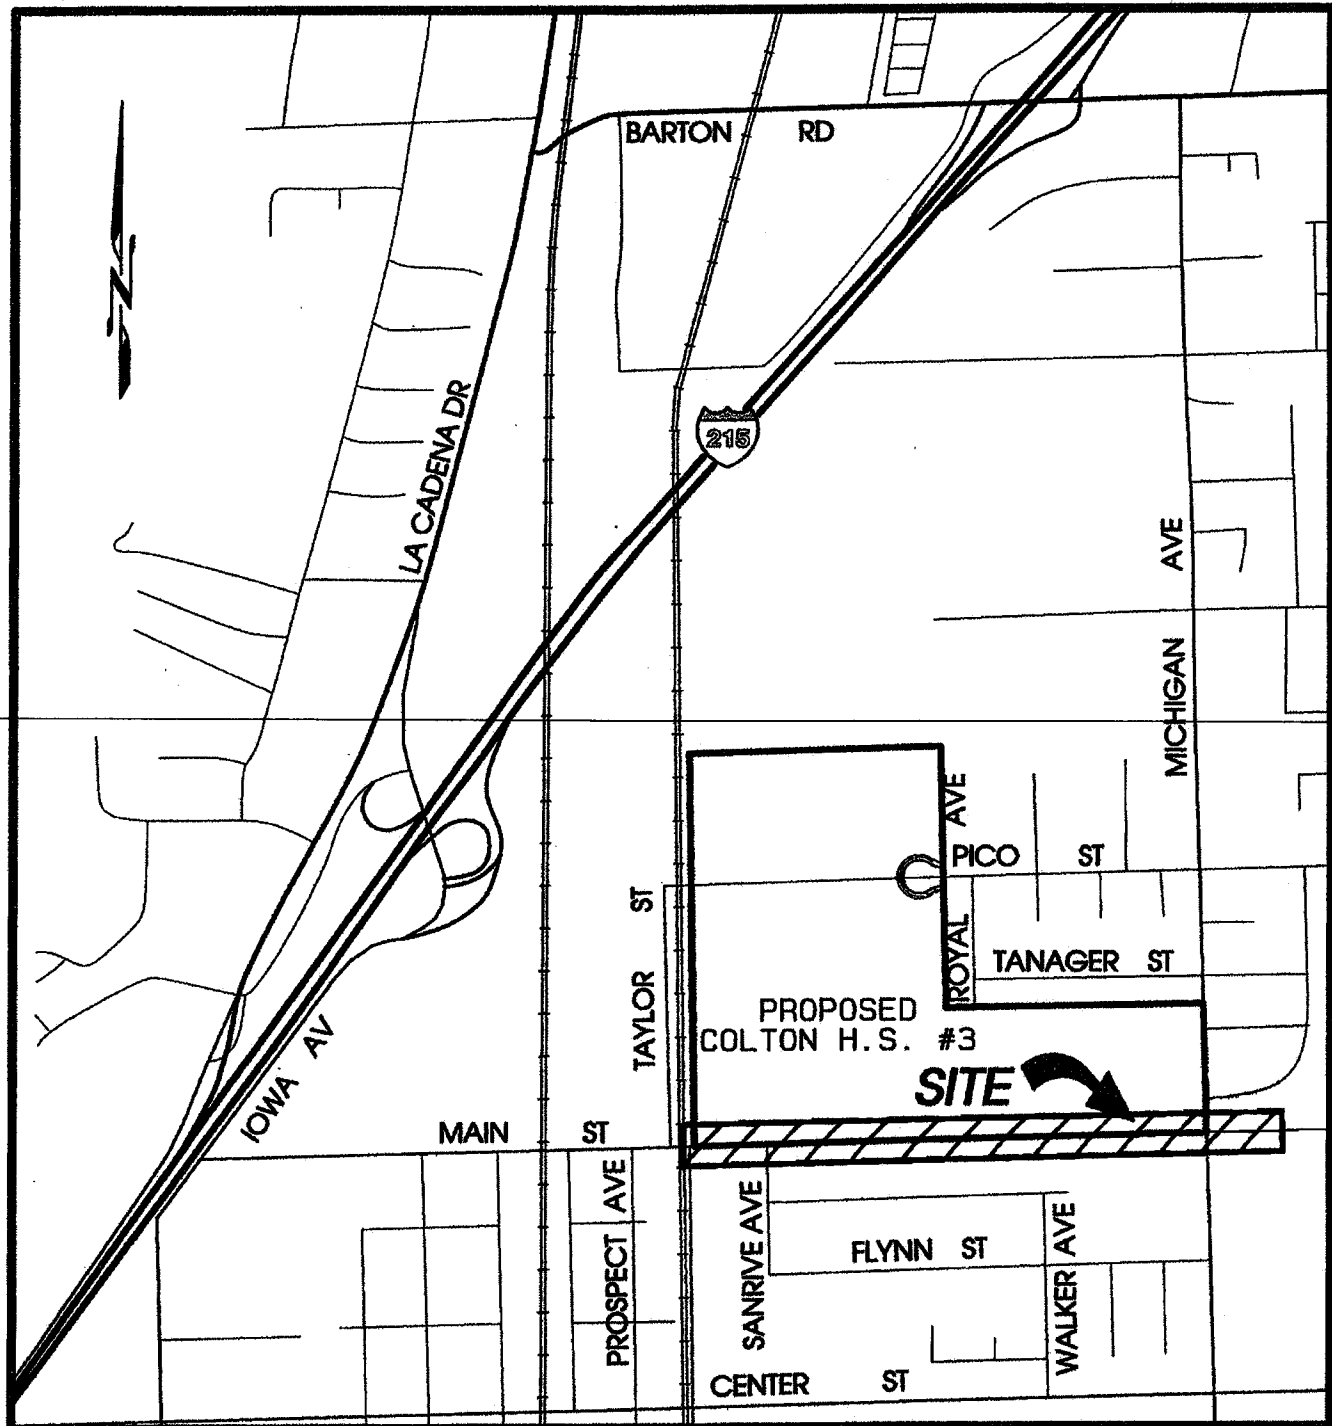 BARTON RD
N
LA CADENA DR
215
MICHIGAN AVE
ROYAL AVE
PICO ST
TAYLOR ST
TANAGER ST
PROPOSED
COLTON H.S. #3
SITE
IOWA AV
MAIN ST
PROSPECT AVE
SANRIVE AVE
FLYNN ST
WALKER AVE
CENTER ST